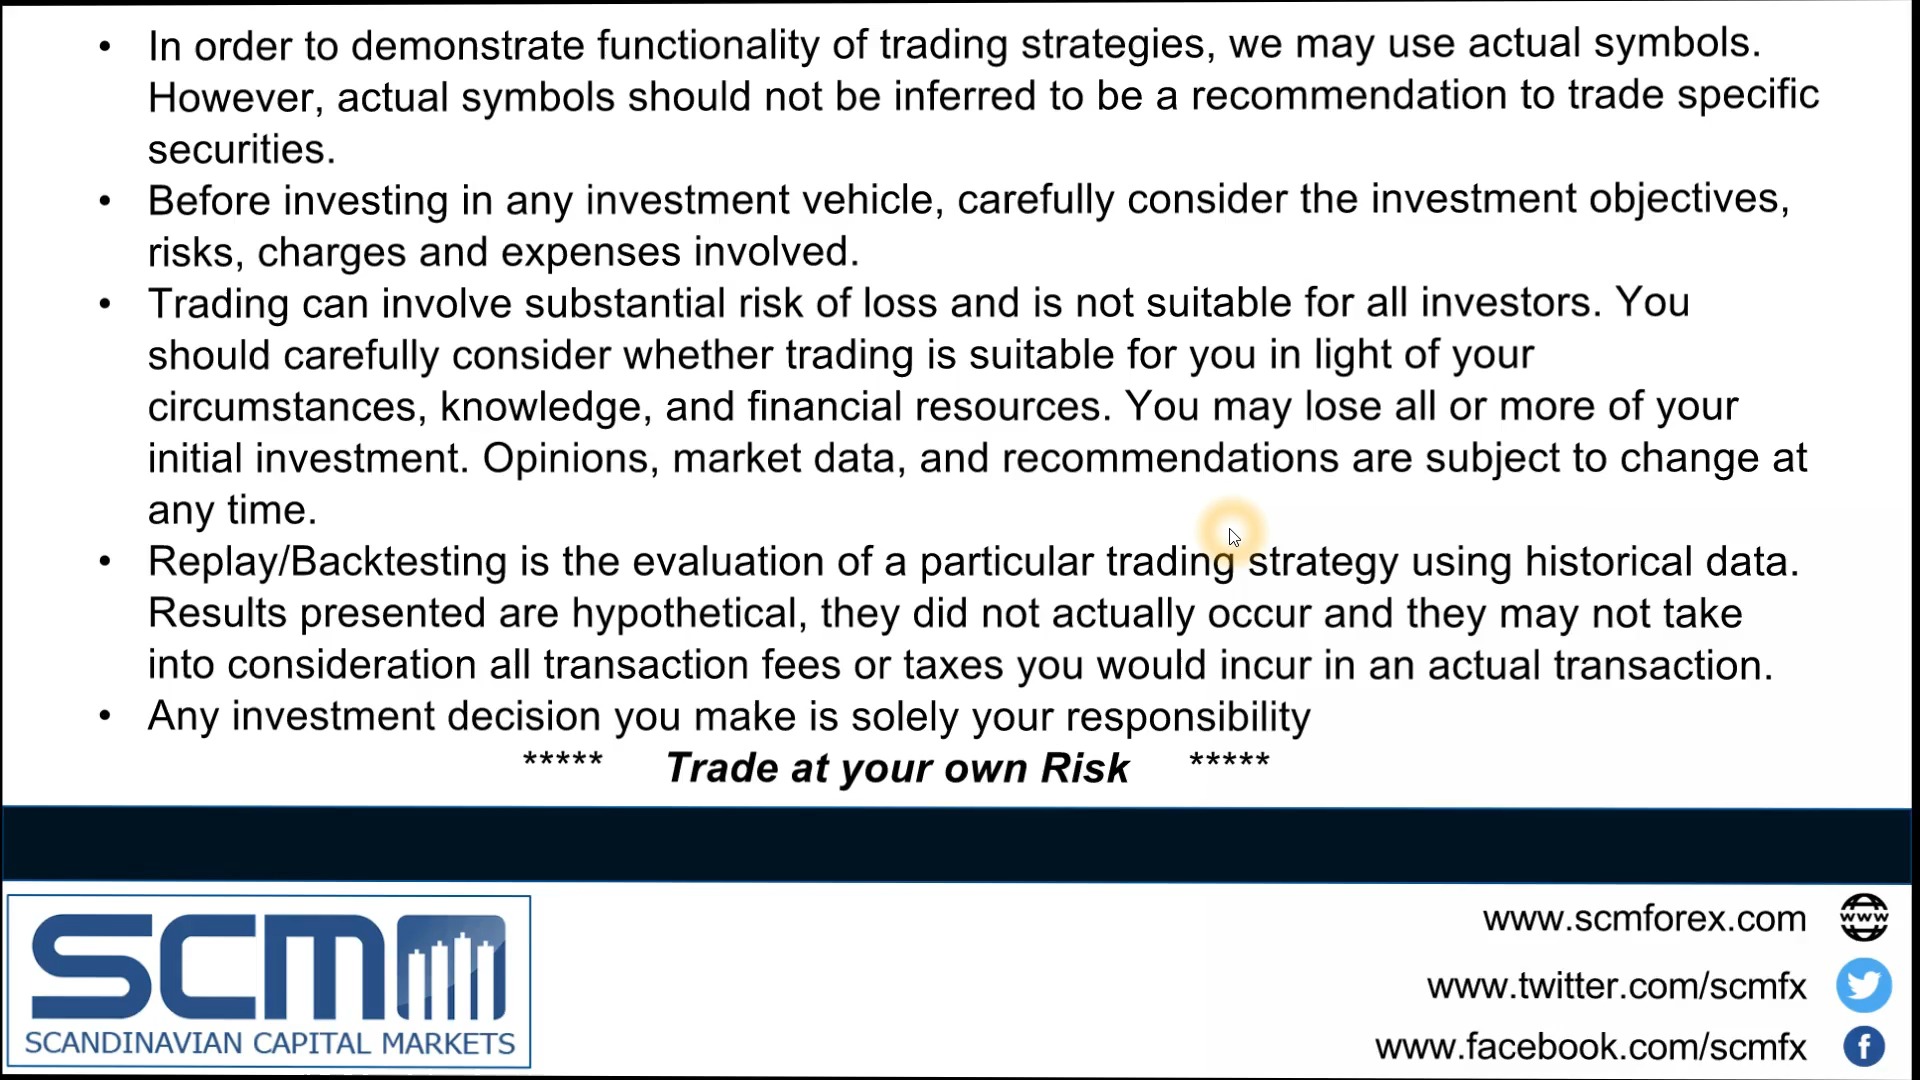 • In order to demonstrate functionality of trading strategies, we may use actual symbols.
However, actual symbols should not be inferred to be a recommendation to trade specific
securities.
• Before investing in any investment vehicle, carefully consider the investment objectives,
risks, charges and expenses involved.
• Trading can involve substantial risk of loss and is not suitable for all investors. You
should carefully consider whether trading is suitable for you in light of your
circumstances, knowledge, and financial resources. You may lose all or more of your
initial investment. Opinions, market data, and recommendations are subject to change at
any time.
• Replay/Backtesting is the evaluation of a particular trading strategy using historical data.
Results presented are hypothetical, they did not actually occur and they may not take
into consideration all transaction fees or taxes you would incur in an actual transaction.
• Any investment decision you make is solely your responsibility
***** Trade at your own Risk *****
SCM
SCANDINAVIAN CAPITAL MARKETS
www.scmforex.com
www
www.twitter.com/scmfx
www.facebook.com/scmfx
f